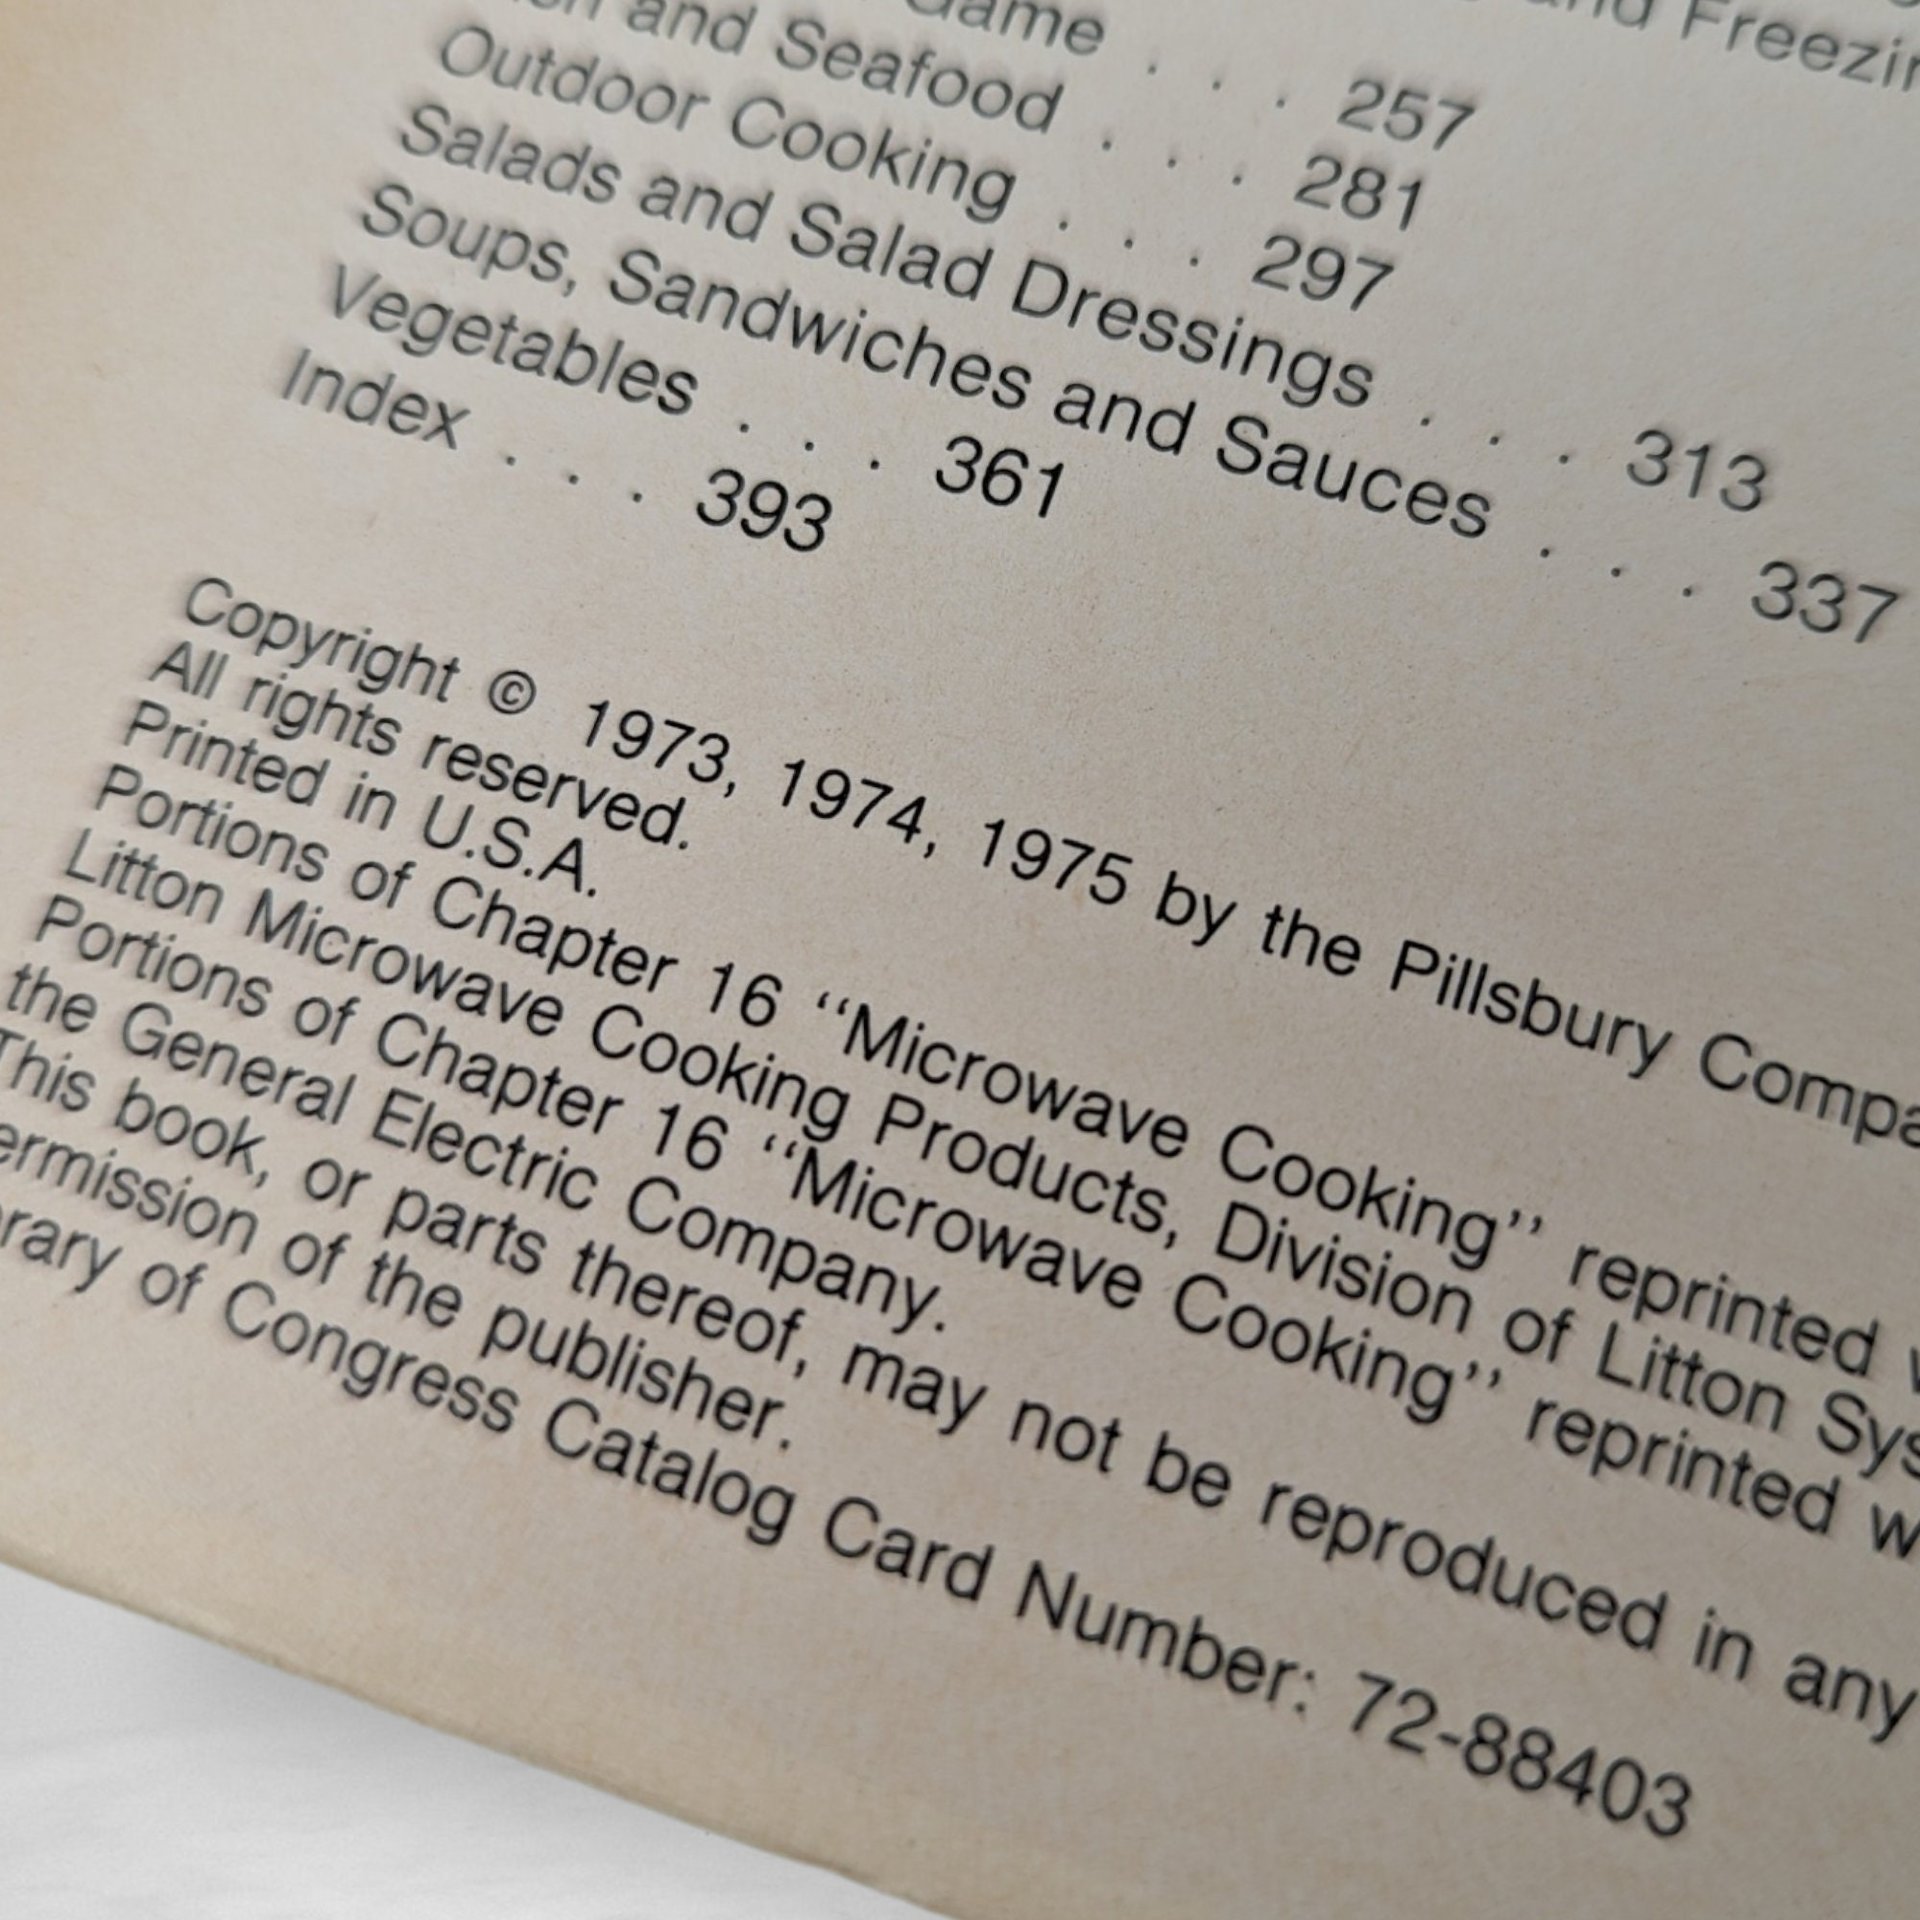 and Freezin
Game . . . 257
and Seafood . . . 281
Outdoor Cooking . . . 297
Salads and Salad Dressings . . . 313
Soups, Sandwiches and Sauces . . . 337
Vegetables . . . 361
Index . . . 393
Copyright © 1973, 1974, 1975 by the Pillsbury Compa
All rights reserved.
Printed in U.S.A.
Portions of Chapter 16 ‘‘Microwave Cooking’’ reprinted
Litton Microwave Cooking Products, Division of Litton Sys
Portions of Chapter 16 ‘‘Microwave Cooking’’ reprinted w
the General Electric Company.
This book, or parts thereof, may not be reproduced in any
ermission of the publisher.
rary of Congress Catalog Card Number: 72-88403